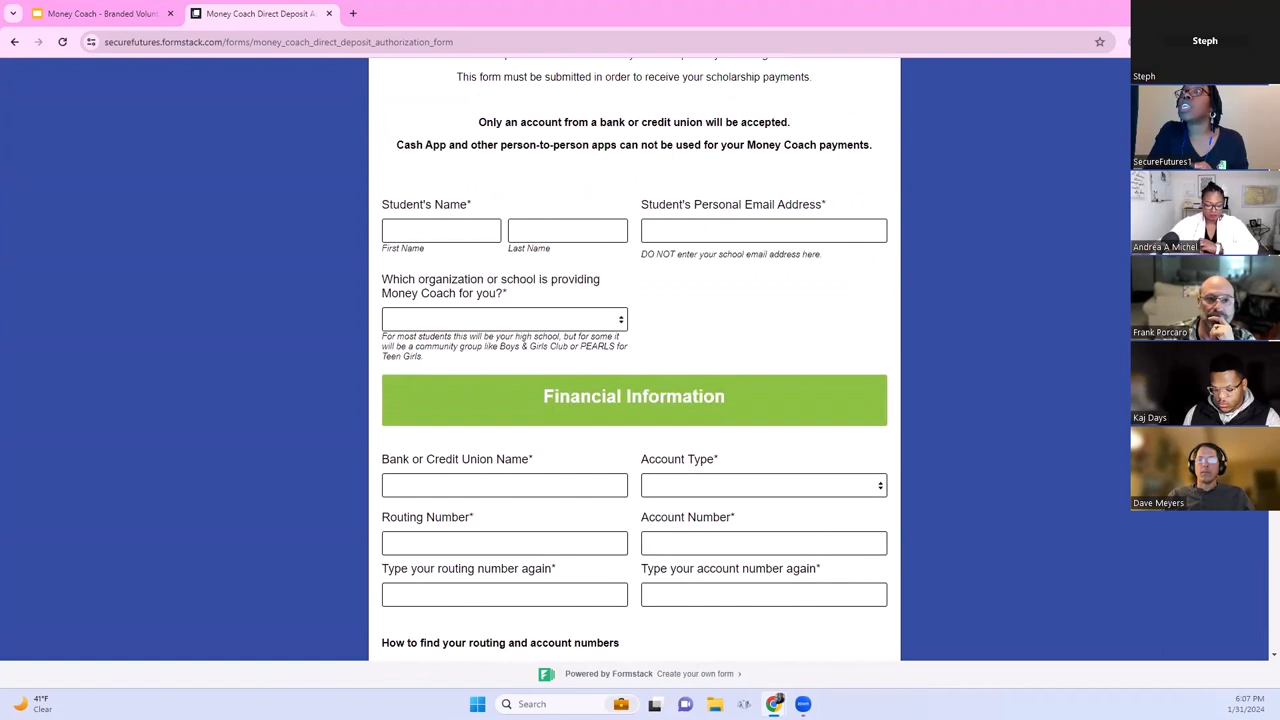 Money Coach - Branded Volunt
Money Coach Direct Deposit A
securefutures.formstack.com/forms/money_coach_direct_deposit_authorization_form
This form must be submitted in order to receive your scholarship payments.
Only an account from a bank or credit union will be accepted.
Cash App and other person-to-person apps can not be used for your Money Coach payments.
Student's Name*
Student's Personal Email Address*
First Name
Last Name
DO NOT enter your school email address here.
Which organization or school is providing
Money Coach for you?*
For most students this will be your high school, but for some it
will be a community group like Boys & Girls Club or PEARLS for
Teen Girls.
Financial Information
Bank or Credit Union Name*
Account Type*
Routing Number*
Account Number*
Type your routing number again*
Type your account number again*
How to find your routing and account numbers
Powered by Formstack Create your own form ›
Steph
Steph
SecureFutures1
Andrea A Michel
Frank Porcaro
Kaj Days
Dave Meyers
41°F
Clear
Search
zoom
6:07 PM
1/31/2024